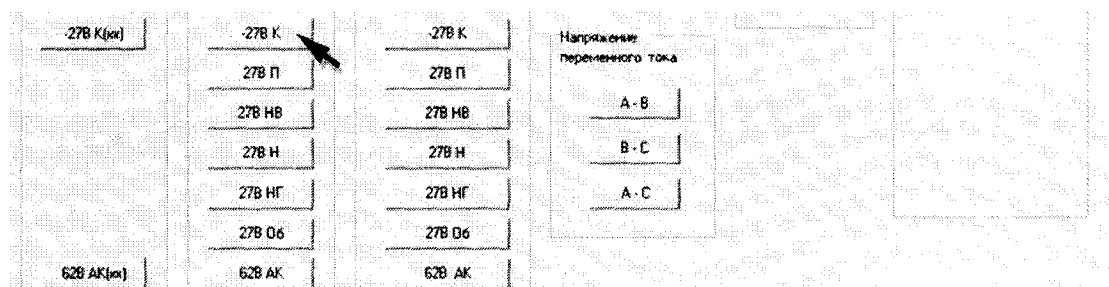 -27В К(хх) -27В К -27В К
Напряжение
переменного тока
27В П 27В П
27В НВ 27В НВ А - В
27В Н 27В Н В - С
27В НГ 27В НГ А - С
27В Об 27В Об
62В АК(хх) 62В АК 62В АК